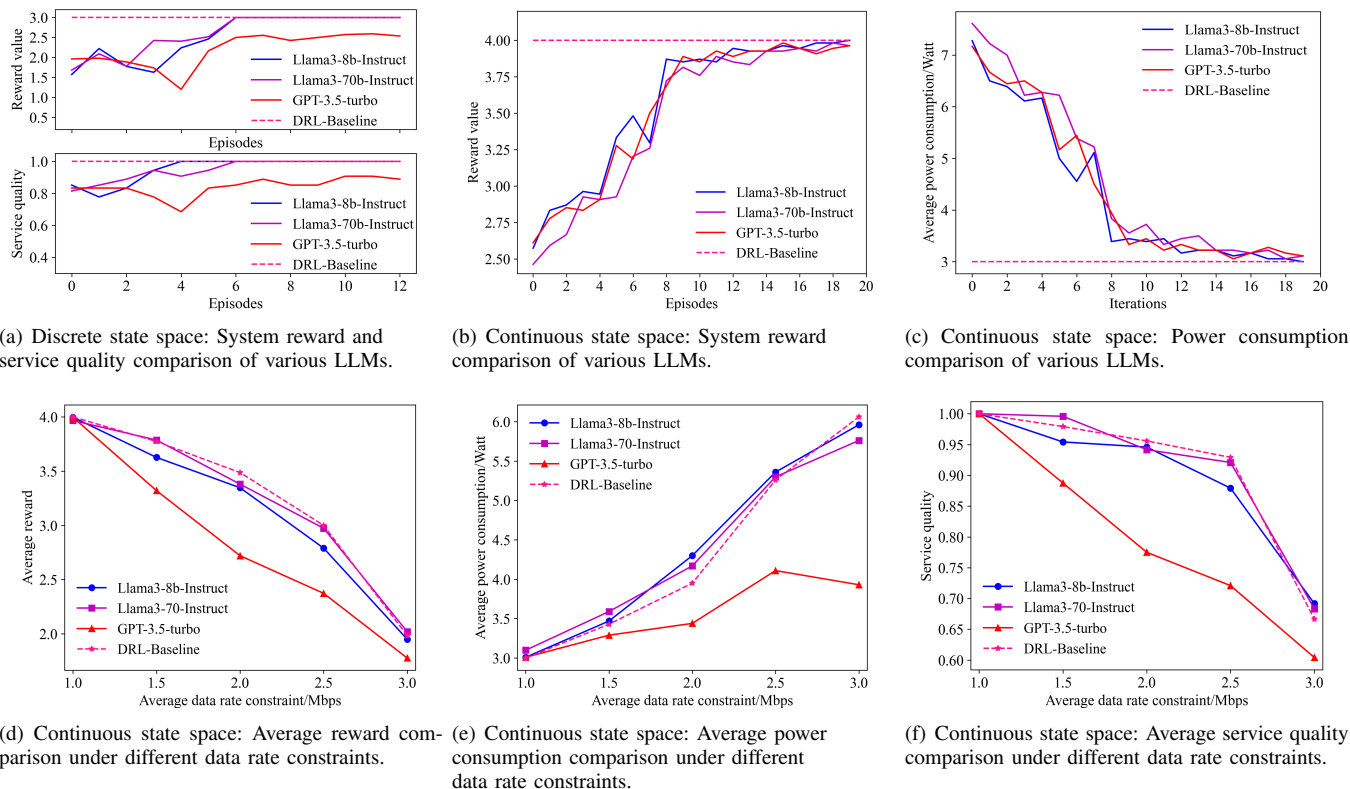 3.0
2.5
2.0
1.5
1.0
0.5
Reward value
Llama3-8b-Instruct
Llama3-70b-Instruct
GPT-3.5-turbo
DRL-Baseline
0 2 4 6 8 10 12
Episodes
1.0
0.8
0.6
0.4
Service quality
Llama3-8b-Instruct
Llama3-70b-Instruct
GPT-3.5-turbo
DRL-Baseline
0 2 4 6 8 10 12
Episodes
(a) Discrete state space: System reward and
service quality comparison of various LLMs.
4.00
3.75
3.50
3.25
3.00
2.75
2.50
Reward value
Llama3-8b-Instruct
Llama3-70b-Instruct
GPT-3.5-turbo
DRL-Baseline
0 2 4 6 8 10 12 14 16 18 20
Episodes
(b) Continuous state space: System reward
comparison of various LLMs.
7
6
5
4
3
Average power consumption/Watt
Llama3-8b-Instruct
Llama3-70b-Instruct
GPT-3.5-turbo
DRL-Baseline
0 2 4 6 8 10 12 14 16 18 20
Iterations
(c) Continuous state space: Power consumption
comparison of various LLMs.
4.0
3.5
3.0
2.5
2.0
Average reward
Llama3-8b-Instruct
Llama3-70-Instruct
GPT-3.5-turbo
DRL-Baseline
1.0 1.5 2.0 2.5 3.0
Average data rate constraint/Mbps
(d) Continuous state space: Average reward com-
parison under different data rate constraints.
6.0
5.5
5.0
4.5
4.0
3.5
3.0
Average power consumption/Watt
Llama3-8b-Instruct
Llama3-70-Instruct
GPT-3.5-turbo
DRL-Baseline
1.0 1.5 2.0 2.5 3.0
Average data rate constraint/Mbps
(e) Continuous state space: Average power
consumption comparison under different
data rate constraints.
1.00
0.95
0.90
0.85
0.80
0.75
0.70
0.65
0.60
Service quality
Llama3-8b-Instruct
Llama3-70-Instruct
GPT-3.5-turbo
DRL-Baseline
1.0 1.5 2.0 2.5 3.0
Average data rate constraint/Mbps
(f) Continuous state space: Average service quality
comparison under different data rate constraints.